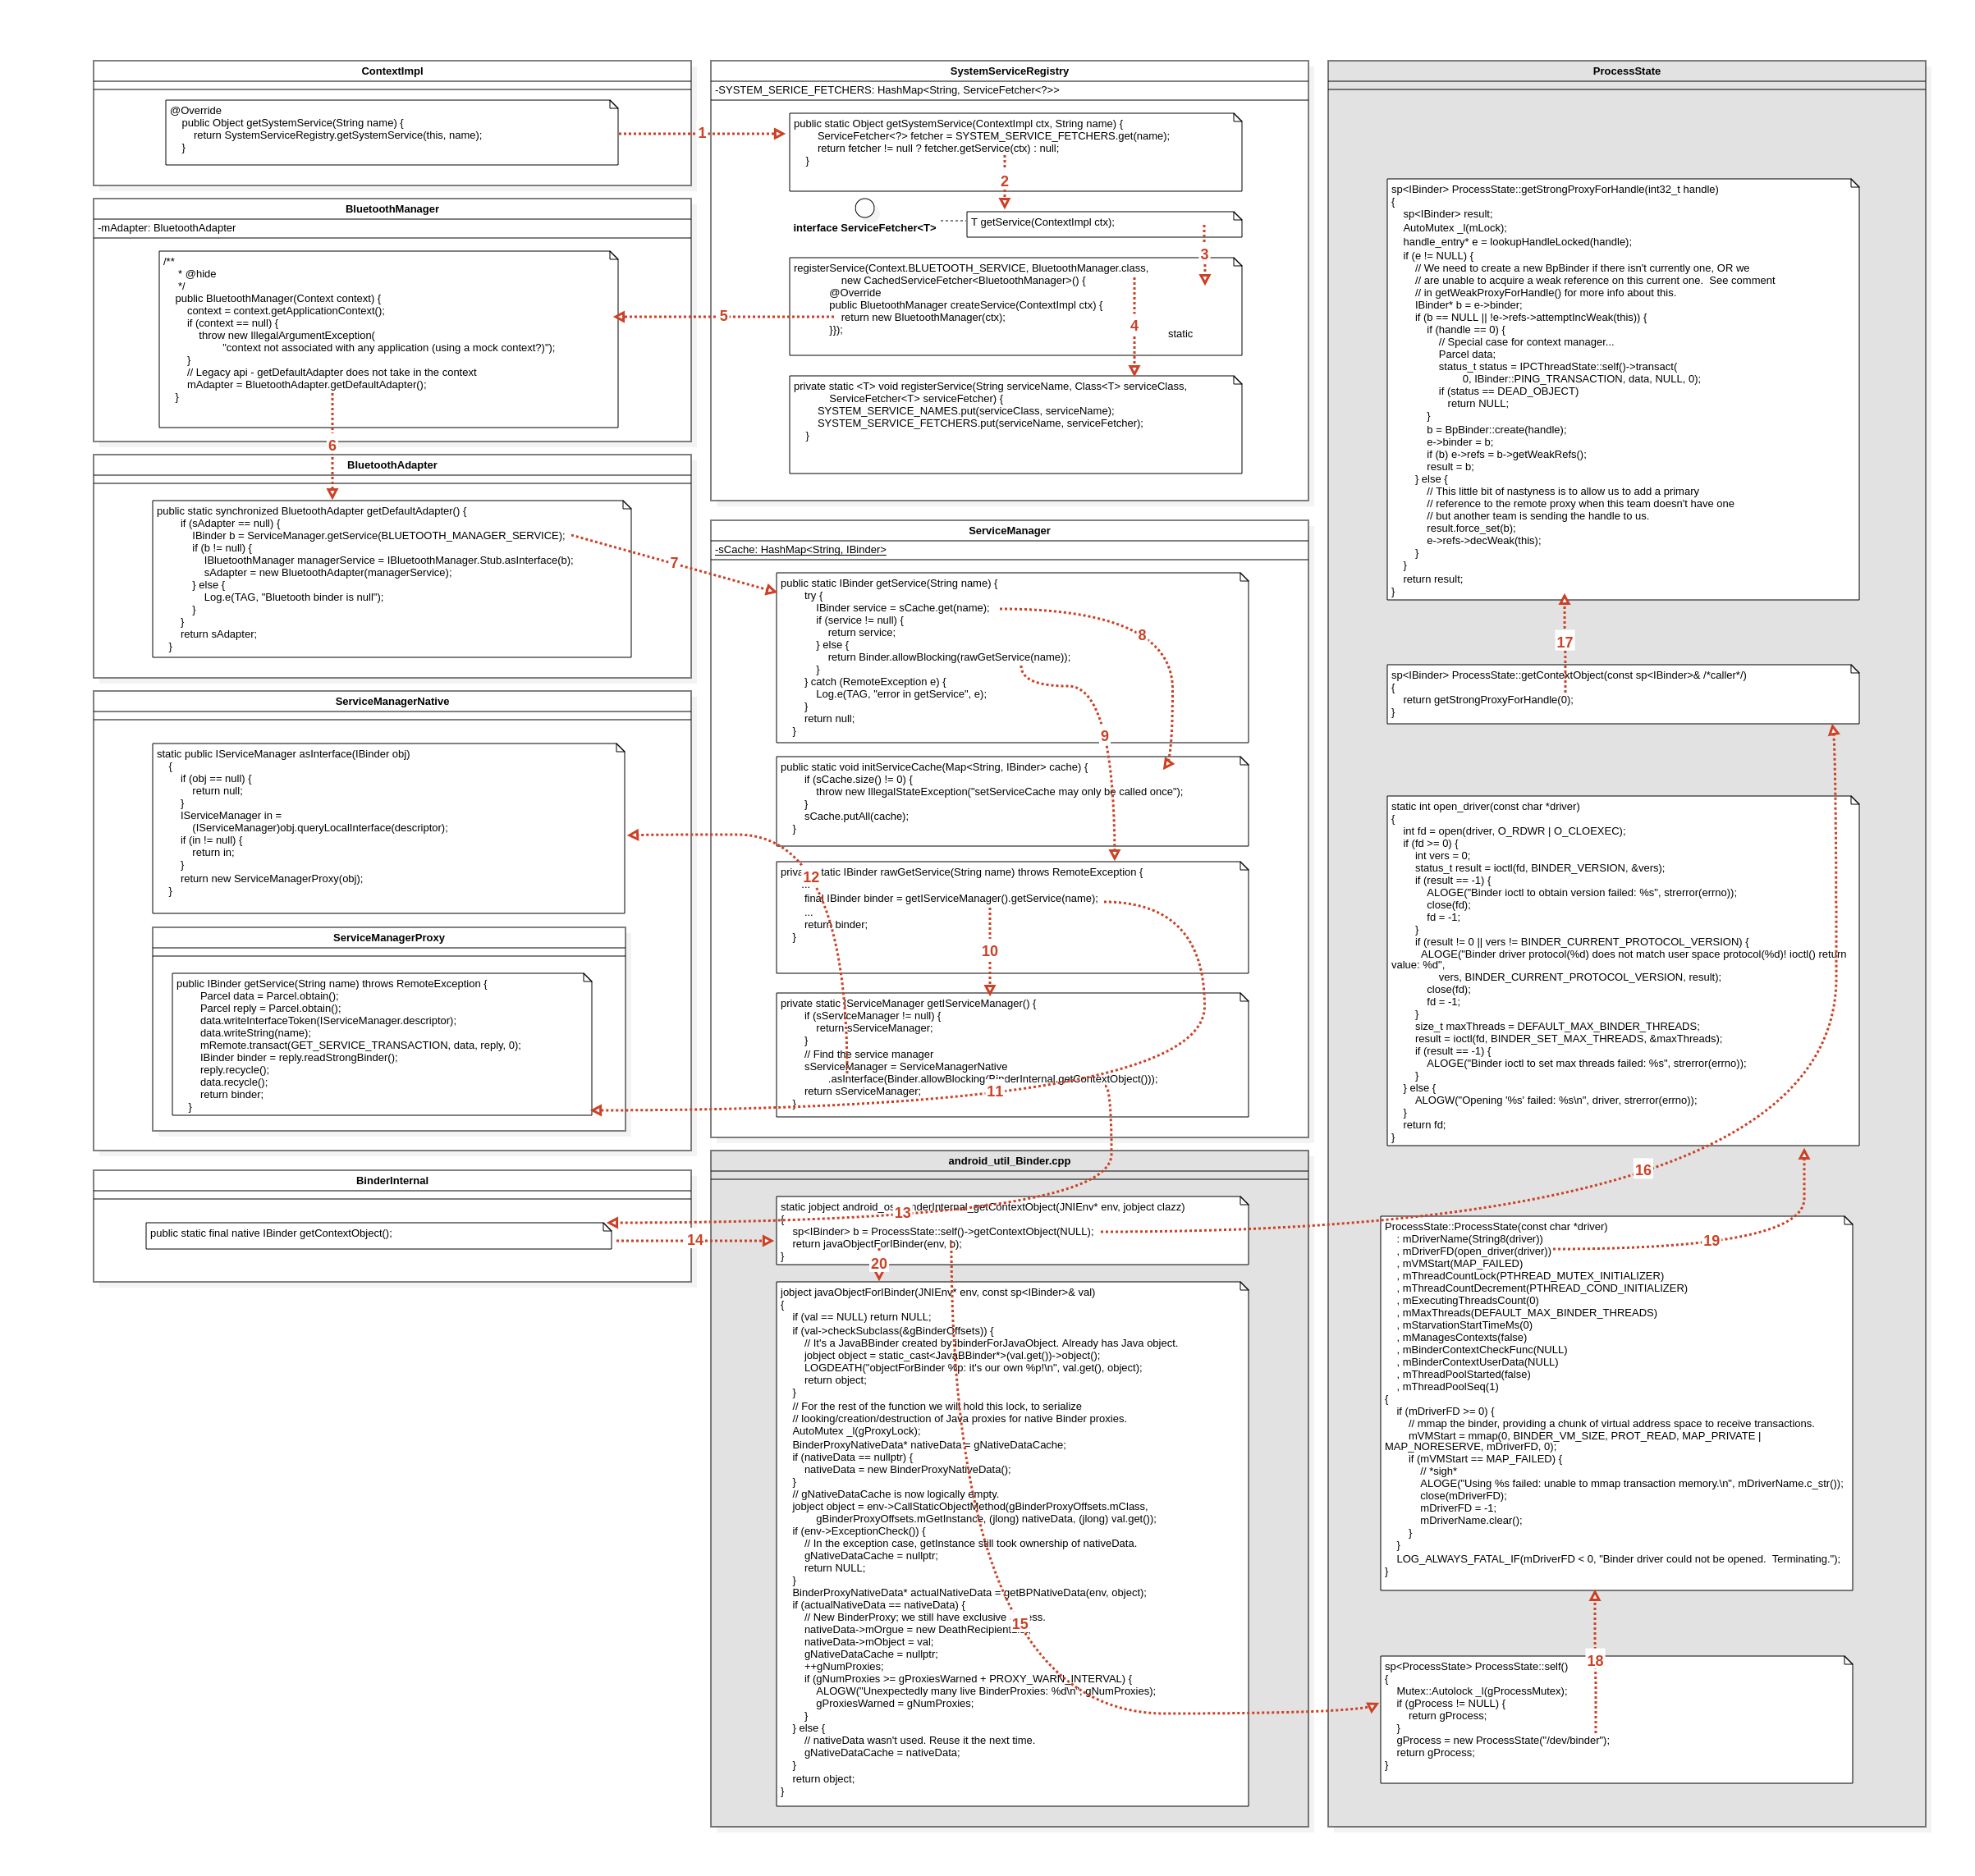 ContextImpl
@Override
public Object getSystemService(String name) {
return SystemServiceRegistry.getSystemService(this, name);
}
1
BluetoothManager
-mAdapter: BluetoothAdapter
/**
* @hide
*/
public BluetoothManager(Context context) {
context = context.getApplicationContext();
if (context == null) {
throw new IllegalArgumentException(
"context not associated with any application (using a mock context?)");
}
// Legacy api - getDefaultAdapter does not take in the context
mAdapter = BluetoothAdapter.getDefaultAdapter();
}
5
6
BluetoothAdapter
public static synchronized BluetoothAdapter getDefaultAdapter() {
if (sAdapter == null) {
IBinder b = ServiceManager.getService(BLUETOOTH_MANAGER_SERVICE);
if (b != null) {
IBluetoothManager managerService = IBluetoothManager.Stub.asInterface(b);
sAdapter = new BluetoothAdapter(managerService);
} else {
Log.e(TAG, "Bluetooth binder is null");
}
}
return sAdapter;
}
7
ServiceManagerNative
static public IServiceManager asInterface(IBinder obj)
{
if (obj == null) {
return null;
}
IServiceManager in =
(IServiceManager)obj.queryLocalInterface(descriptor);
if (in != null) {
return in;
}
return new ServiceManagerProxy(obj);
}
ServiceManagerProxy
public IBinder getService(String name) throws RemoteException {
Parcel data = Parcel.obtain();
Parcel reply = Parcel.obtain();
data.writeInterfaceToken(IServiceManager.descriptor);
data.writeString(name);
mRemote.transact(GET_SERVICE_TRANSACTION, data, reply, 0);
IBinder binder = reply.readStrongBinder();
reply.recycle();
data.recycle();
return binder;
}
BinderInternal
public static final native IBinder getContextObject();
14
SystemServiceRegistry
-SYSTEM_SERICE_FETCHERS: HashMap<String, ServiceFetcher<?>>
public static Object getSystemService(ContextImpl ctx, String name) {
ServiceFetcher<?> fetcher = SYSTEM_SERVICE_FETCHERS.get(name);
return fetcher != null ? fetcher.getService(ctx) : null;
}
2
interface ServiceFetcher<T>
T getService(ContextImpl ctx);
3
registerService(Context.BLUETOOTH_SERVICE, BluetoothManager.class,
new CachedServiceFetcher<BluetoothManager>() {
@Override
public BluetoothManager createService(ContextImpl ctx) {
return new BluetoothManager(ctx);
}});
4
static
private static <T> void registerService(String serviceName, Class<T> serviceClass,
ServiceFetcher<T> serviceFetcher) {
SYSTEM_SERVICE_NAMES.put(serviceClass, serviceName);
SYSTEM_SERVICE_FETCHERS.put(serviceName, serviceFetcher);
}
ServiceManager
-sCache: HashMap<String, IBinder>
public static IBinder getService(String name) {
try {
IBinder service = sCache.get(name);
if (service != null) {
return service;
} else {
return Binder.allowBlocking(rawGetService(name));
}
} catch (RemoteException e) {
Log.e(TAG, "error in getService", e);
}
return null;
}
8
9
public static void initServiceCache(Map<String, IBinder> cache) {
if (sCache.size() != 0) {
throw new IllegalStateException("setServiceCache may only be called once");
}
sCache.putAll(cache);
}
12
static IBinder rawGetService(String name) throws RemoteException {
...
final IBinder binder = getIServiceManager().getService(name);
...
return binder;
}
10
private static IServiceManager getIServiceManager() {
if (sServiceManager != null) {
return sServiceManager;
}
// Find the service manager
sServiceManager = ServiceManagerNative
.asInterface(Binder.allowBlocking(BinderInternal.getContextObject()));
return sServiceManager;
}
11
android_util_Binder.cpp
static jobject getContextObject(JNIEnv* env, jobject clazz)
{
sp<IBinder> b = ProcessState::self()->getContextObject(NULL);
return javaObjectForIBinder(env, b);
}
13
20
jobject javaObjectForIBinder(JNIEnv* env, const sp<IBinder>& val)
{
if (val == NULL) return NULL;
if (val->checkSubclass(&gBinderOffsets)) {
// It's a JavaBBinder created by ibinderForJavaObject. Already has Java object.
jobject object = static_cast<JavaBBinder*>(val.get())->object();
LOGDEATH("objectForBinder %p: it's our own %p!\n", val.get(), object);
return object;
}
// For the rest of the function we will hold this lock, to serialize
// looking/creation/destruction of Java proxies for native Binder proxies.
AutoMutex _l(gProxyLock);
BinderProxyNativeData* nativeData = gNativeDataCache;
if (nativeData == nullptr) {
nativeData = new BinderProxyNativeData();
}
// gNativeDataCache is now logically empty.
jobject object = env->CallStaticObjectMethod(gBinderProxyOffsets.mClass,
gBinderProxyOffsets.mGetInstance, (jlong) nativeData, (jlong) val.get());
if (env->ExceptionCheck()) {
// In the exception case, getInstance still took ownership of nativeData.
gNativeDataCache = nullptr;
return NULL;
}
BinderProxyNativeData* actualNativeData = getBPNativeData(env, object);
if (actualNativeData == nativeData) {
// New BinderProxy; we still have exclusive
nativeData->mOrgue = new
nativeData->mObject = val;
gNativeDataCache = nullptr;
++gNumProxies;
if (gNumProxies >= gProxiesWarned + PROXY_WARN_INTERVAL) {
ALOGW("Unexpectedly many live BinderProxies: %d\n", gNumProxies);
gProxiesWarned = gNumProxies;
}
} else {
// nativeData wasn't used. Reuse it the next time.
gNativeDataCache = nativeData;
}
return object;
}
15
ProcessState
sp<IBinder> ProcessState::getStrongProxyForHandle(int32_t handle)
{
sp<IBinder> result;
AutoMutex _l(mLock);
handle_entry* e = lookupHandleLocked(handle);
if (e != NULL) {
// We need to create a new BpBinder if there isn't currently one, OR we
// are unable to acquire a weak reference on this current one.  See comment
// in getWeakProxyForHandle() for more info about this.
IBinder* b = e->binder;
if (b == NULL || !e->refs->attemptIncWeak(this)) {
if (handle == 0) {
// Special case for context manager...
Parcel data;
status_t status = IPCThreadState::self()->transact(
0, IBinder::PING_TRANSACTION, data, NULL, 0);
if (status == DEAD_OBJECT)
return NULL;
}
b = BpBinder::create(handle);
e->binder = b;
if (b) e->refs = b->getWeakRefs();
result = b;
} else {
// This little bit of nastyness is to allow us to add a primary
// reference to the remote proxy when this team doesn't have one
// but another team is sending the handle to us.
result.force_set(b);
e->refs->decWeak(this);
}
}
return result;
}
17
sp<IBinder> ProcessState::getContextObject(const sp<IBinder>& /*caller*/)
{
return getStrongProxyForHandle(0);
}
static int open_driver(const char *driver)
{
int fd = open(driver, O_RDWR | O_CLOEXEC);
if (fd >= 0) {
int vers = 0;
status_t result = ioctl(fd, BINDER_VERSION, &vers);
if (result == -1) {
ALOGE("Binder ioctl to obtain version failed: %s", strerror(errno));
close(fd);
fd = -1;
}
if (result != 0 || vers != BINDER_CURRENT_PROTOCOL_VERSION) {
ALOGE("Binder driver protocol(%d) does not match user space protocol(%d)! ioctl() return
value: %d",
vers, BINDER_CURRENT_PROTOCOL_VERSION, result);
close(fd);
fd = -1;
}
size_t maxThreads = DEFAULT_MAX_BINDER_THREADS;
result = ioctl(fd, BINDER_SET_MAX_THREADS, &maxThreads);
if (result == -1) {
ALOGE("Binder ioctl to set max threads failed: %s", strerror(errno));
}
} else {
ALOGW("Opening '%s' failed: %s\n", driver, strerror(errno));
}
return fd;
}
16
ProcessState::ProcessState(const char *driver)
: mDriverName(String8(driver))
, mDriverFD(open_driver(driver))
, mVMStart(MAP_FAILED)
, mThreadCountLock(PTHREAD_MUTEX_INITIALIZER)
, mThreadCountDecrement(PTHREAD_COND_INITIALIZER)
, mExecutingThreadsCount(0)
, mMaxThreads(DEFAULT_MAX_BINDER_THREADS)
, mStarvationStartTimeMs(0)
, mManagesContexts(false)
, mBinderContextCheckFunc(NULL)
, mBinderContextUserData(NULL)
, mThreadPoolStarted(false)
, mThreadPoolSeq(1)
{
if (mDriverFD >= 0) {
// mmap the binder, providing a chunk of virtual address space to receive transactions.
mVMStart = mmap(0, BINDER_VM_SIZE, PROT_READ, MAP_PRIVATE |
MAP_NORESERVE, mDriverFD, 0);
if (mVMStart == MAP_FAILED) {
// *sigh*
ALOGE("Using %s failed: unable to mmap transaction memory.\n", mDriverName.c_str());
close(mDriverFD);
mDriverFD = -1;
mDriverName.clear();
}
}
LOG_ALWAYS_FATAL_IF(mDriverFD < 0, "Binder driver could not be opened.  Terminating.");
}
19
18
sp<ProcessState> ProcessState::self()
{
Mutex::Autolock _l(gProcessMutex);
if (gProcess != NULL) {
return gProcess;
}
gProcess = new ProcessState("/dev/binder");
return gProcess;
}